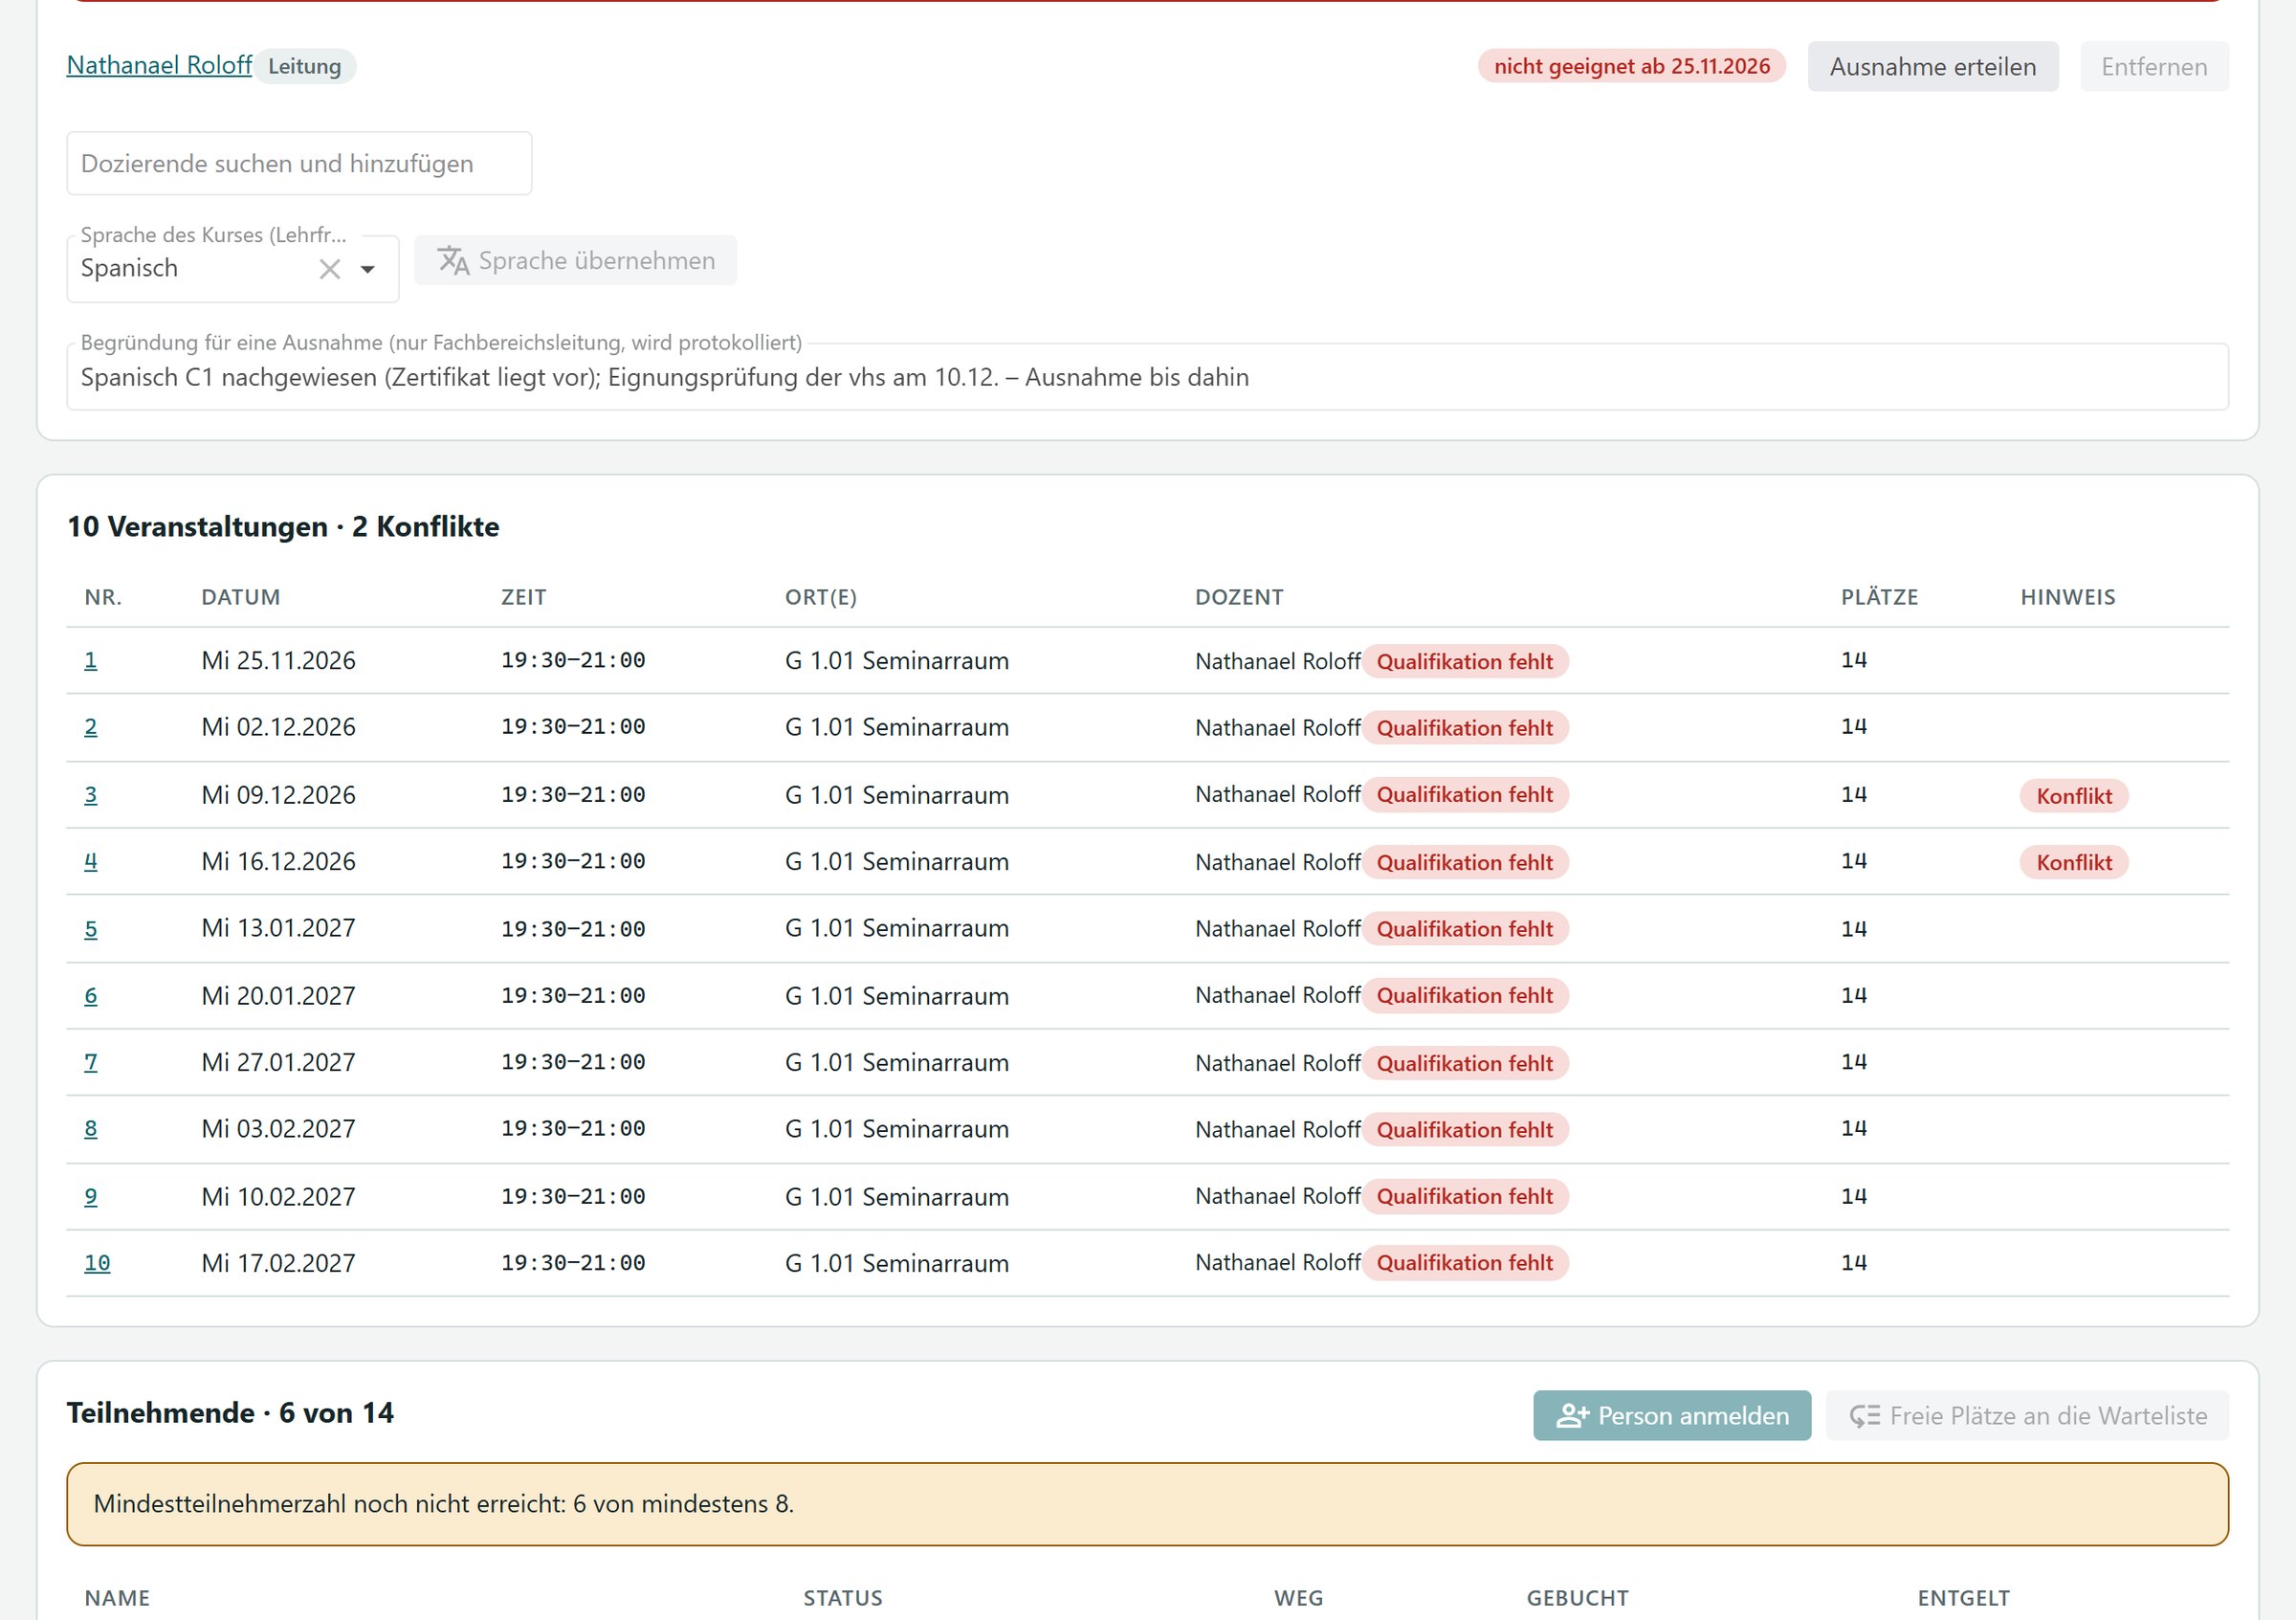 Nathanael Roloff Leitung nicht geeignet ab 25.11.2026 Ausnahme erteilen Entfernen
Dozierende suchen und hinzufügen
Sprache des Kurses (Lehrfr...
Spanisch Sprache übernehmen
Begründung für eine Ausnahme (nur Fachbereichsleitung, wird protokolliert)
Spanisch C1 nachgewiesen (Zertifikat liegt vor); Eignungsprüfung der vhs am 10.12. – Ausnahme bis dahin
10 Veranstaltungen · 2 Konflikte
NR. DATUM ZEIT ORT(E) DOZENT PLÄTZE HINWEIS
1 Mi 25.11.2026 19:30–21:00 G 1.01 Seminarraum Nathanael Roloff Qualifikation fehlt 14
2 Mi 02.12.2026 19:30–21:00 G 1.01 Seminarraum Nathanael Roloff Qualifikation fehlt 14
3 Mi 09.12.2026 19:30–21:00 G 1.01 Seminarraum Nathanael Roloff Qualifikation fehlt 14 Konflikt
4 Mi 16.12.2026 19:30–21:00 G 1.01 Seminarraum Nathanael Roloff Qualifikation fehlt 14 Konflikt
5 Mi 13.01.2027 19:30–21:00 G 1.01 Seminarraum Nathanael Roloff Qualifikation fehlt 14
6 Mi 20.01.2027 19:30–21:00 G 1.01 Seminarraum Nathanael Roloff Qualifikation fehlt 14
7 Mi 27.01.2027 19:30–21:00 G 1.01 Seminarraum Nathanael Roloff Qualifikation fehlt 14
8 Mi 03.02.2027 19:30–21:00 G 1.01 Seminarraum Nathanael Roloff Qualifikation fehlt 14
9 Mi 10.02.2027 19:30–21:00 G 1.01 Seminarraum Nathanael Roloff Qualifikation fehlt 14
10 Mi 17.02.2027 19:30–21:00 G 1.01 Seminarraum Nathanael Roloff Qualifikation fehlt 14
Teilnehmende · 6 von 14 Person anmelden Freie Plätze an die Warteliste
Mindestteilnehmerzahl noch nicht erreicht: 6 von mindestens 8.
NAME STATUS WEG GEBUCHT ENTGELT